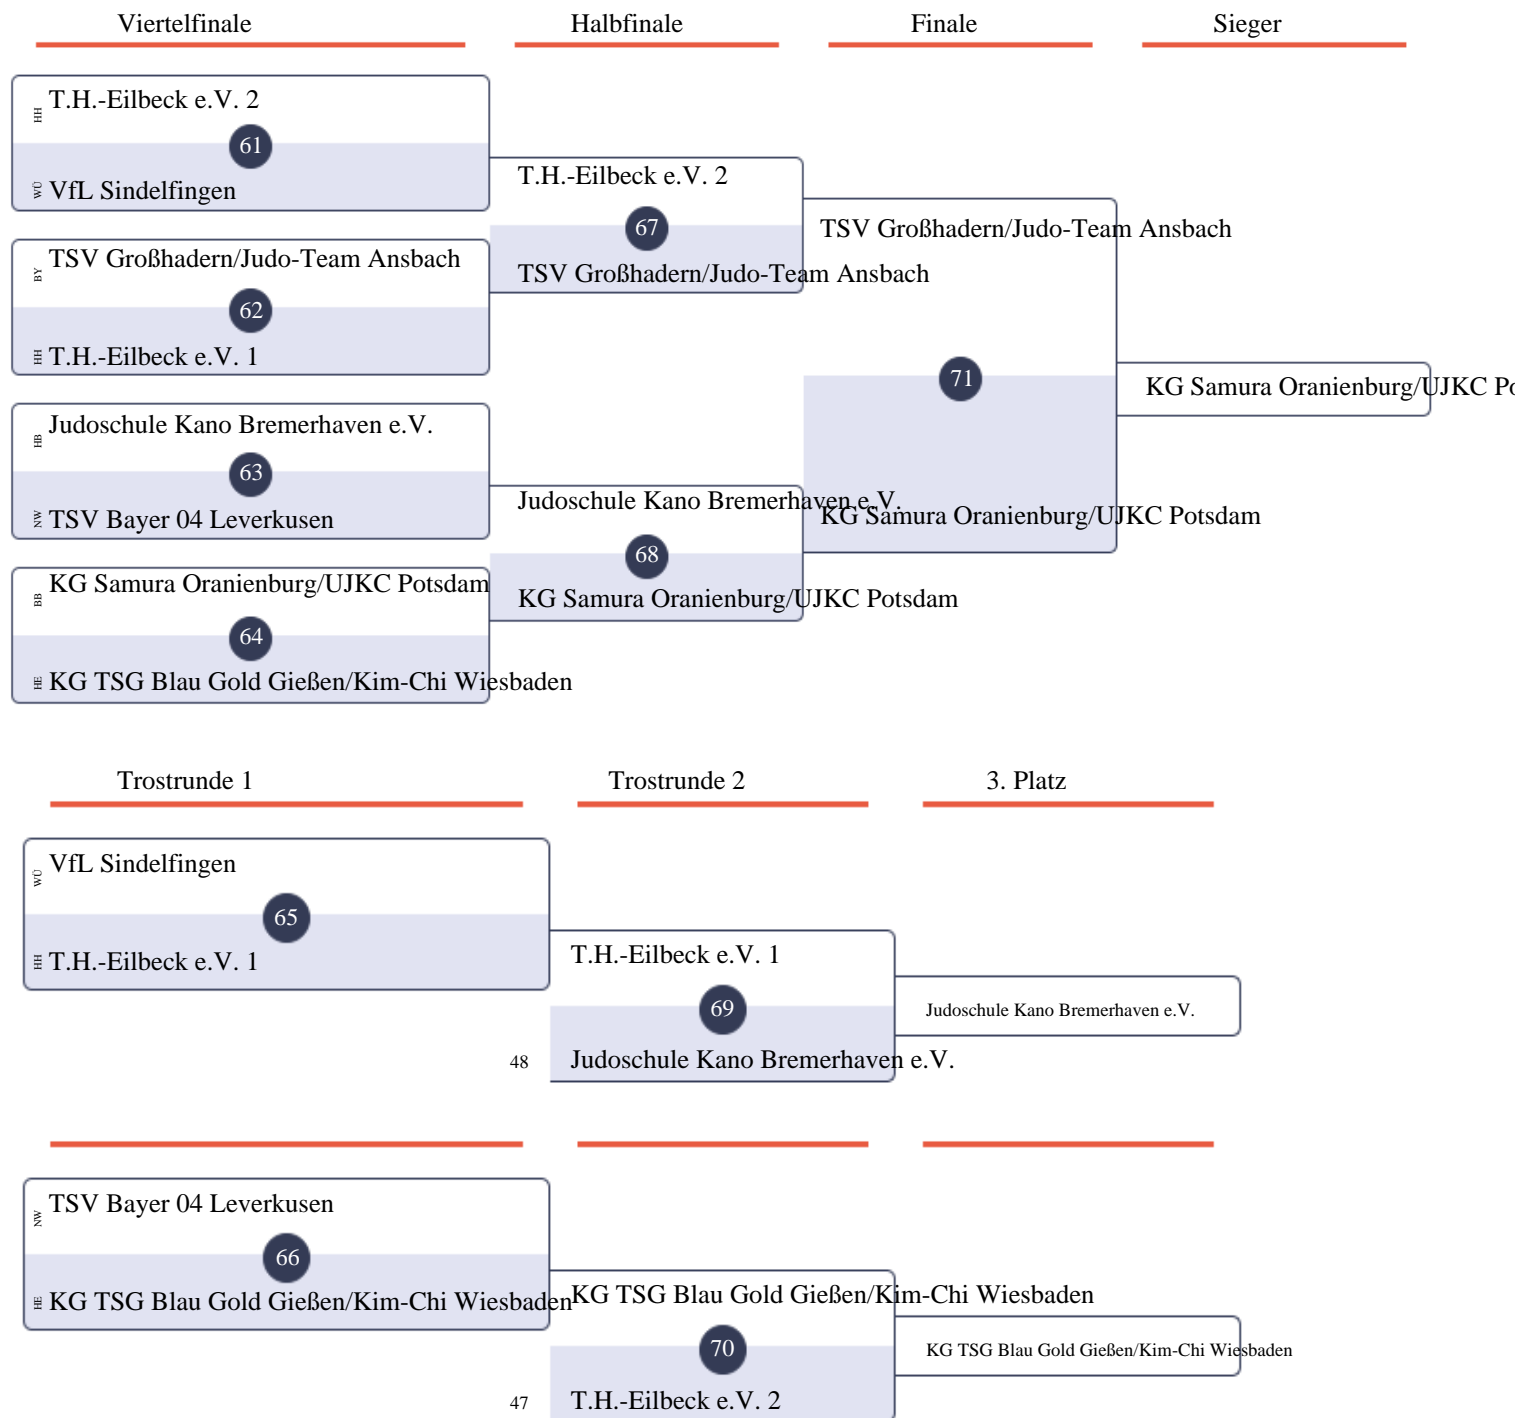 Viertelfinale Halbfinale Finale Sieger
HH T.H.-Eilbeck e.V. 2
61
WÜ VfL Sindelfingen
T.H.-Eilbeck e.V. 2
67
TSV Großhadern/Judo-Team Ansbach
BY TSV Großhadern/Judo-Team Ansbach
62
HH T.H.-Eilbeck e.V. 1
TSV Großhadern/Judo-Team Ansbach
71
KG Samura Oranienburg/UJKC Potsdam
KG Samura Oranienburg/UJKC Po
HB Judoschule Kano Bremerhaven e.V.
63
NW TSV Bayer 04 Leverkusen
Judoschule Kano Bremerhaven e.V.
68
KG Samura Oranienburg/UJKC Potsdam
BB KG Samura Oranienburg/UJKC Potsdam
64
HE KG TSG Blau Gold Gießen/Kim-Chi Wiesbaden
Trostrunde 1 Trostrunde 2 3. Platz
WÜ VfL Sindelfingen
65
HH T.H.-Eilbeck e.V. 1
T.H.-Eilbeck e.V. 1
69
48 Judoschule Kano Bremerhaven e.V.
Judoschule Kano Bremerhaven e.V.
NW TSV Bayer 04 Leverkusen
66
HE KG TSG Blau Gold Gießen/Kim-Chi Wiesbaden
KG TSG Blau Gold Gießen/Kim-Chi Wiesbaden
70
47 T.H.-Eilbeck e.V. 2
KG TSG Blau Gold Gießen/Kim-Chi Wiesbaden